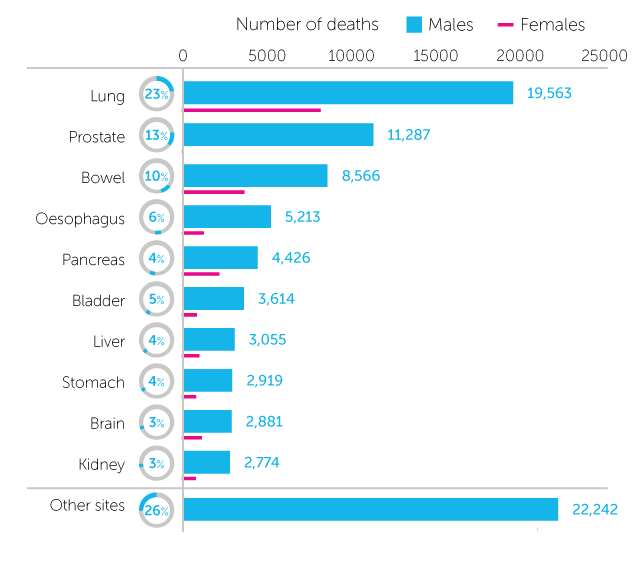 Number of deaths Males Females
0 5000 10000 15000 20000 25000
Lung 23% 19,563
Prostate 13% 11,287
Bowel 10% 8,566
Oesophagus 6% 5,213
Pancreas 4% 4,426
Bladder 5% 3,614
Liver 4% 3,055
Stomach 4% 2,919
Brain 3% 2,881
Kidney 3% 2,774
Other sites 26% 22,242